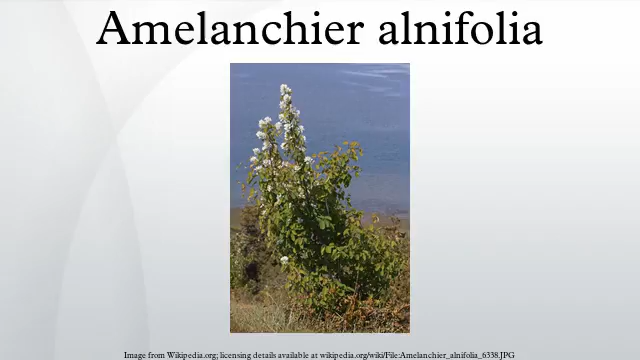 Amelanchier alnifolia
Image from Wikipedia.org; licensing details available at wikipedia.org/wiki/File:Amelanchier_alnifolia_6338.JPG